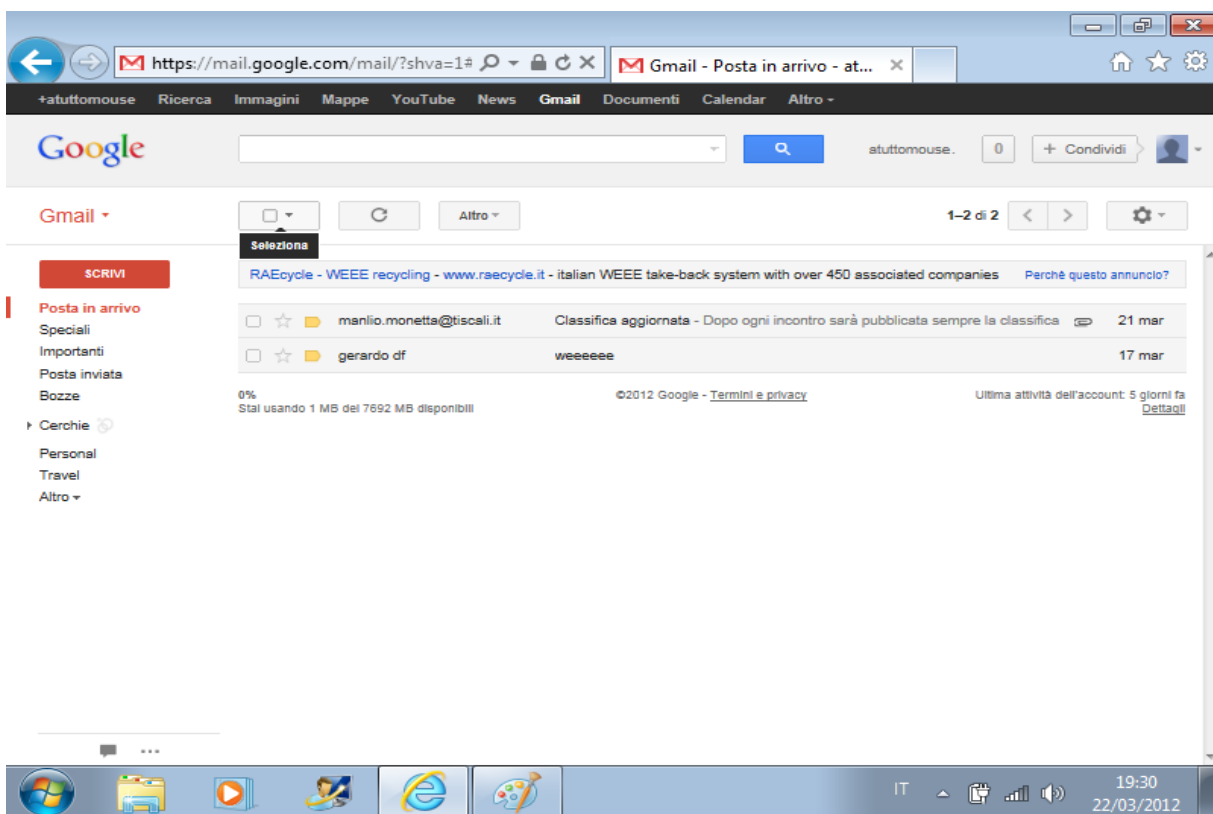 https://mail.google.com/mail/?shva=1#
Gmail - Posta in arrivo - at...
+atuttomouse Ricerca Immagini Mappe YouTube News Gmail Documenti Calendar Altro
Google
atuttomouse. 0 + Condividi
Gmail
Altro
1–2 di 2
Seleziona
SCRIVI
RAEcycle - WEEE recycling - www.raecycle.it - italian WEEE take-back system with over 450 associated companies Perché questo annuncio?
Posta in arrivo
Speciali
Importanti
Posta inviata
Bozze
Cerchie
Personal
Travel
Altro
manlio.monetta@tiscali.it Classifica aggiornata - Dopo ogni incontro sarà pubblicata sempre la classifica 21 mar
gerardo df weeeeee 17 mar
0%
Stai usando 1 MB dei 7692 MB disponibili
©2012 Google - Termini e privacy
Ultima attività dell'account: 5 giorni fa
Dettagli
IT
19:30
22/03/2012